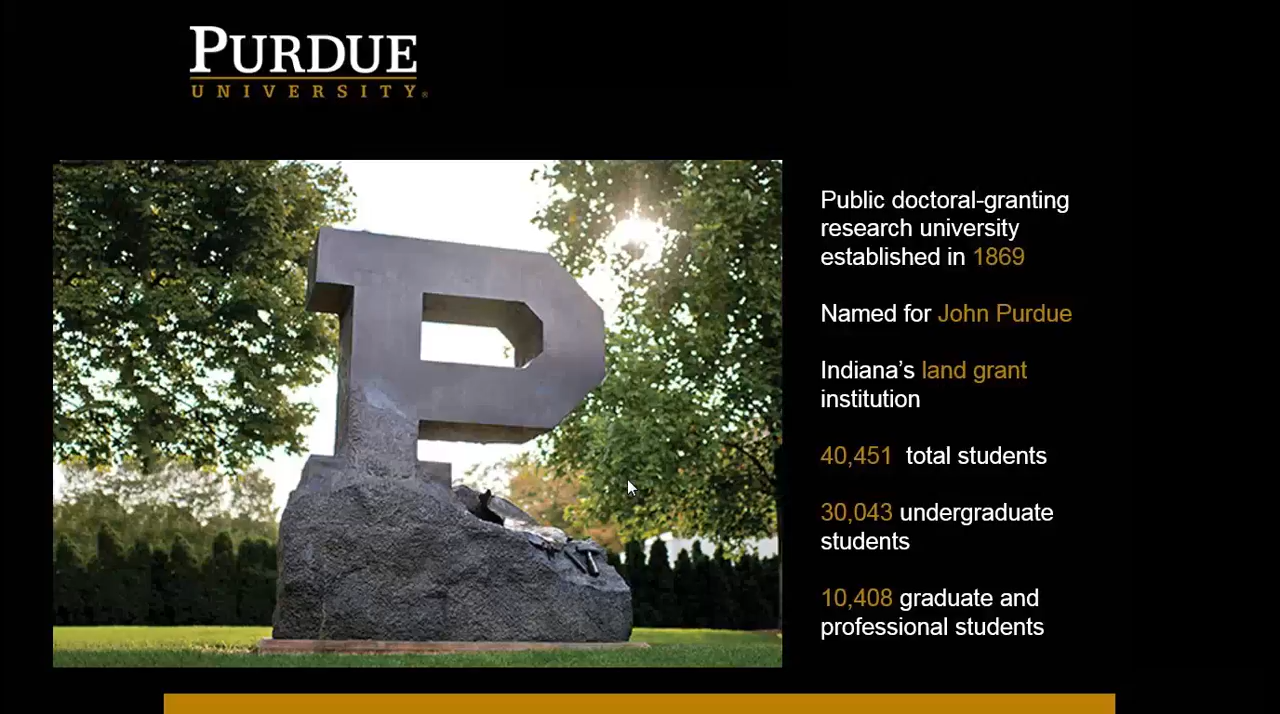 PURDUE
UNIVERSITY®
Public doctoral-granting
research university
established in 1869
Named for John Purdue
Indiana’s land grant
institution
40,451 total students
30,043 undergraduate
students
10,408 graduate and
professional students